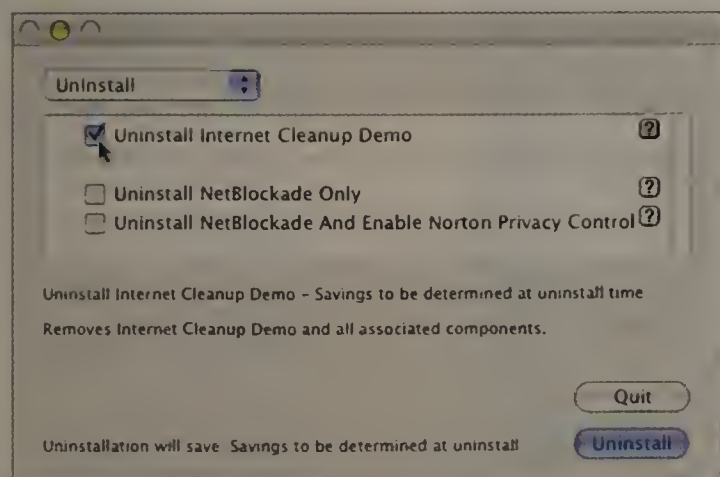 Uninstall
Uninstall Internet Cleanup Demo ?
Uninstall NetBlockade Only ?
Uninstall NetBlockade And Enable Norton Privacy Control ?
Uninstall Internet Cleanup Demo – Savings to be determined at uninstall time
Removes Internet Cleanup Demo and all associated components.
Quit
Uninstallation will save Savings to be determined at uninstall
Uninstall